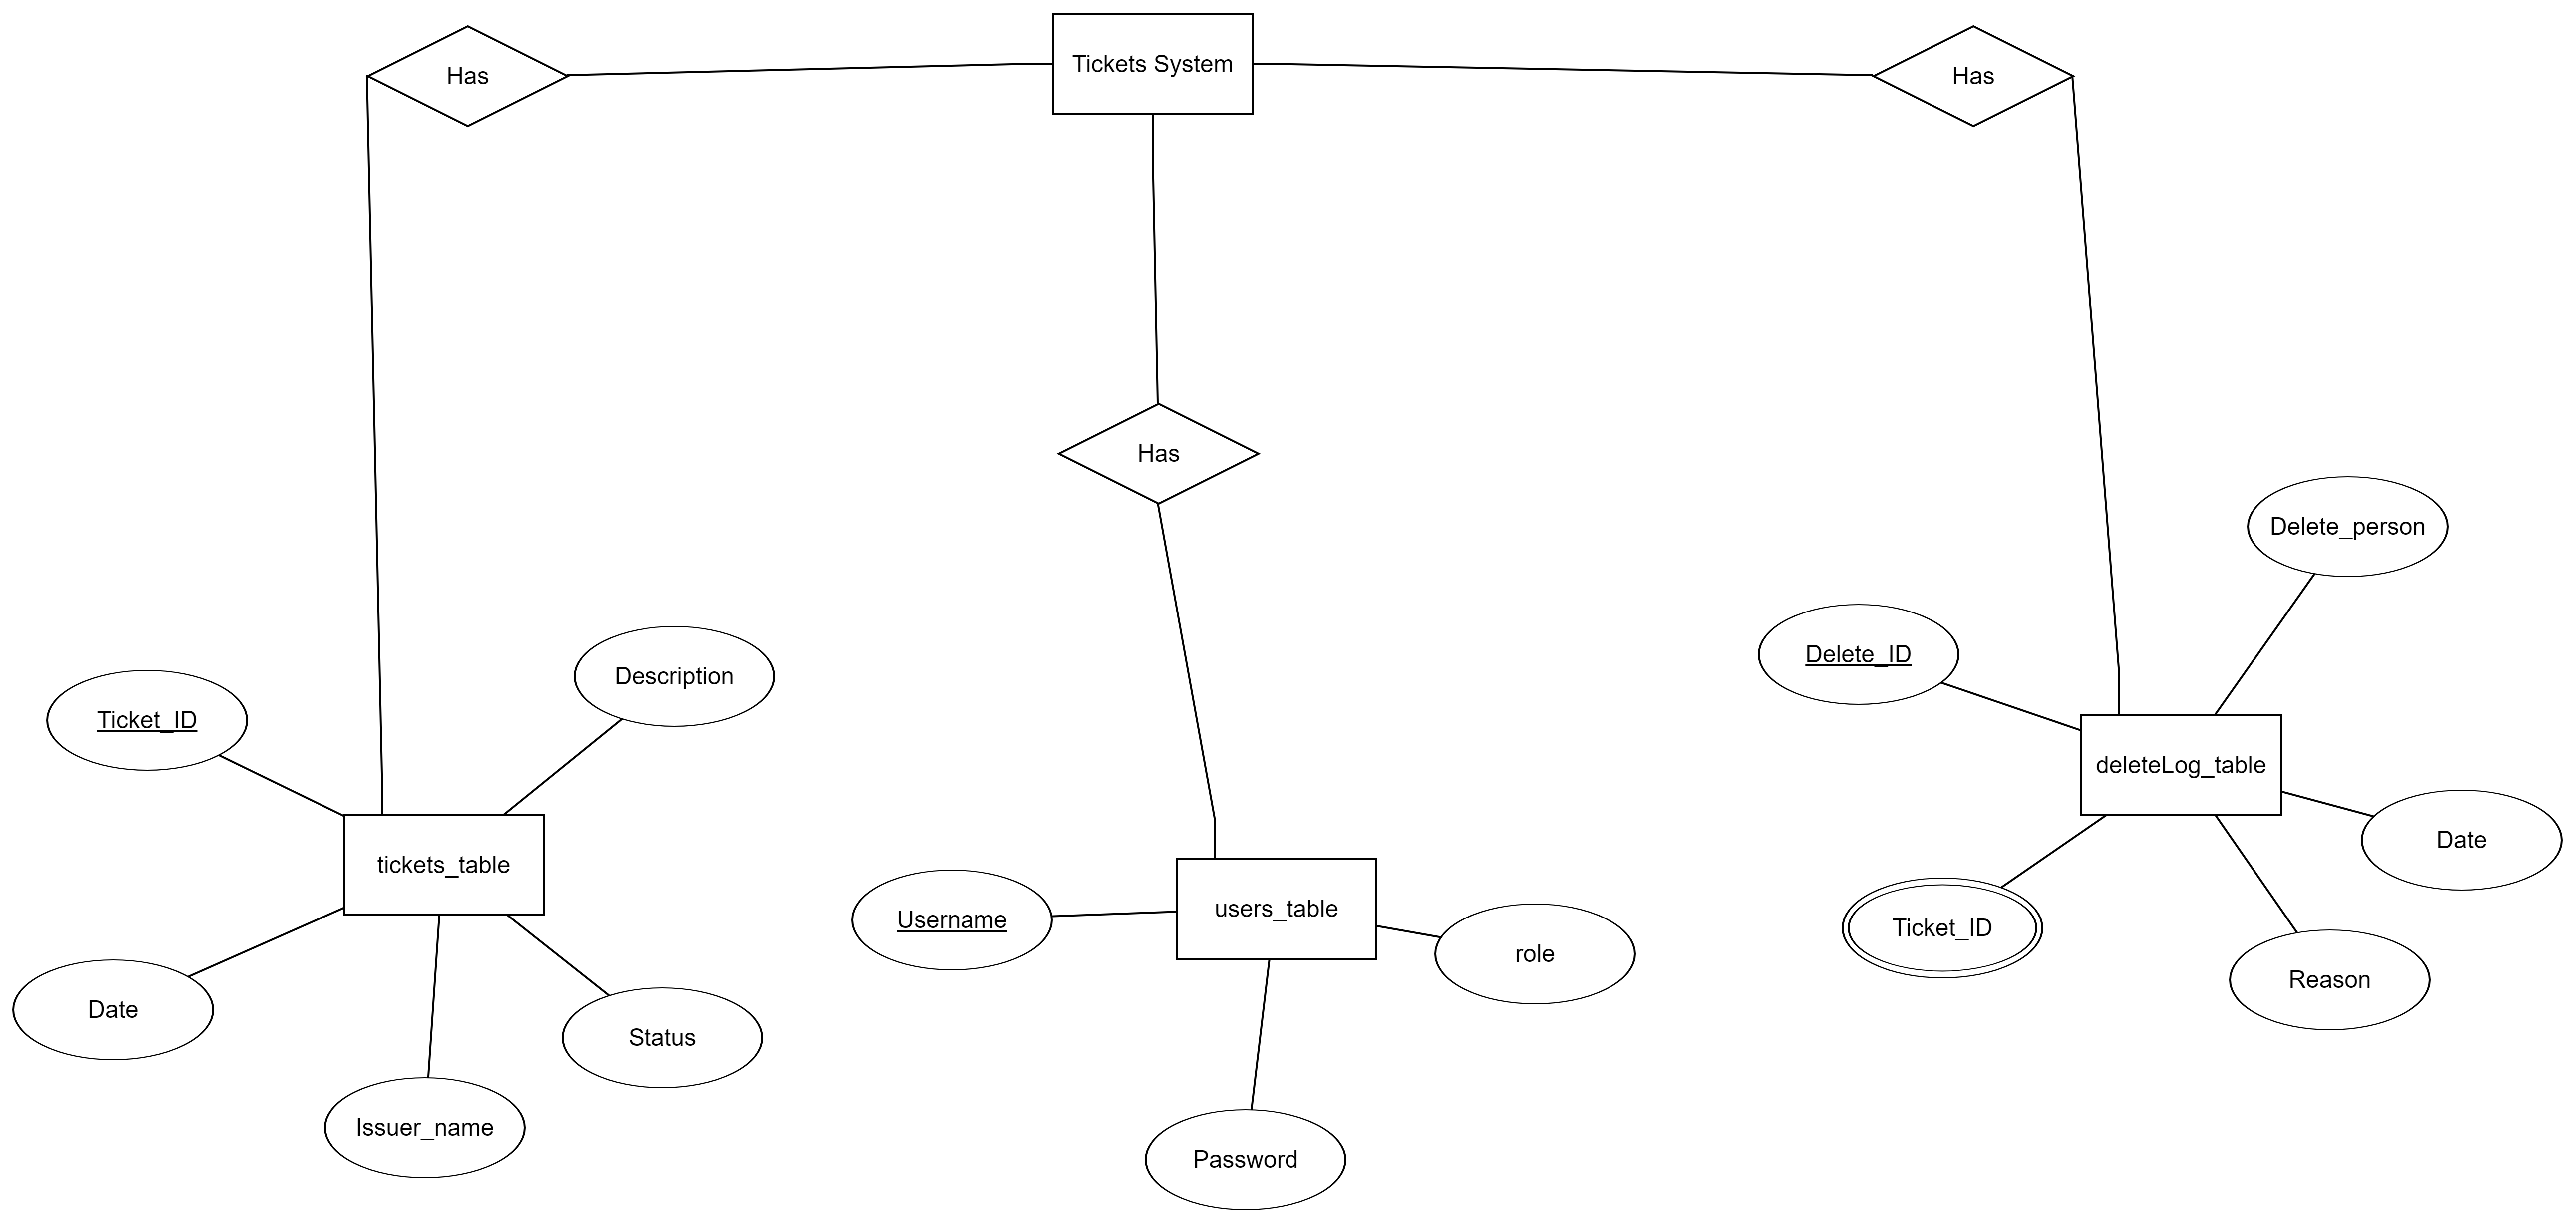 Has
Tickets System
Has
Has
Delete_person
Delete_ID
Description
Ticket_ID
deleteLog_table
Date
tickets_table
users_table
Username
Ticket_ID
role
Reason
Date
Status
Issuer_name
Password